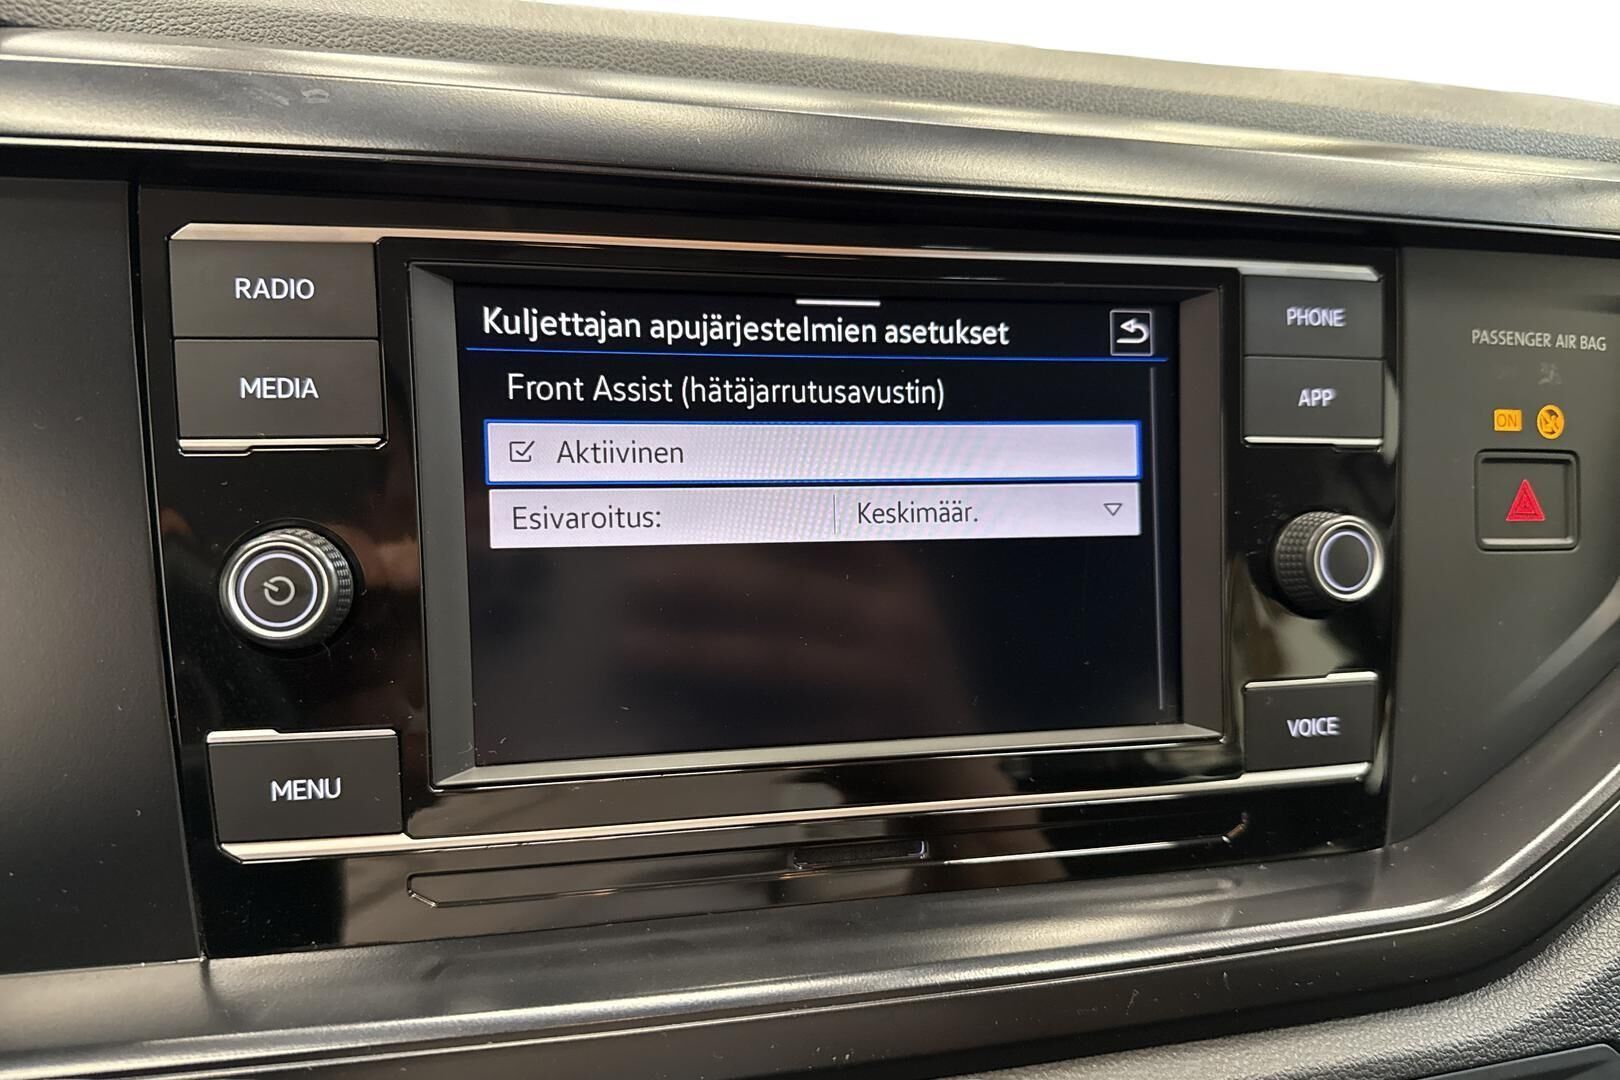 RADIO
MEDIA
MENU
Kuljettajan apujärjestelmien asetukset
Front Assist (hätäjarrutusavustin)
Aktiivinen
Esivaroitus: Keskimäär.
PHONE
APP
VOICE
PASSENGER AIR BAG
ON